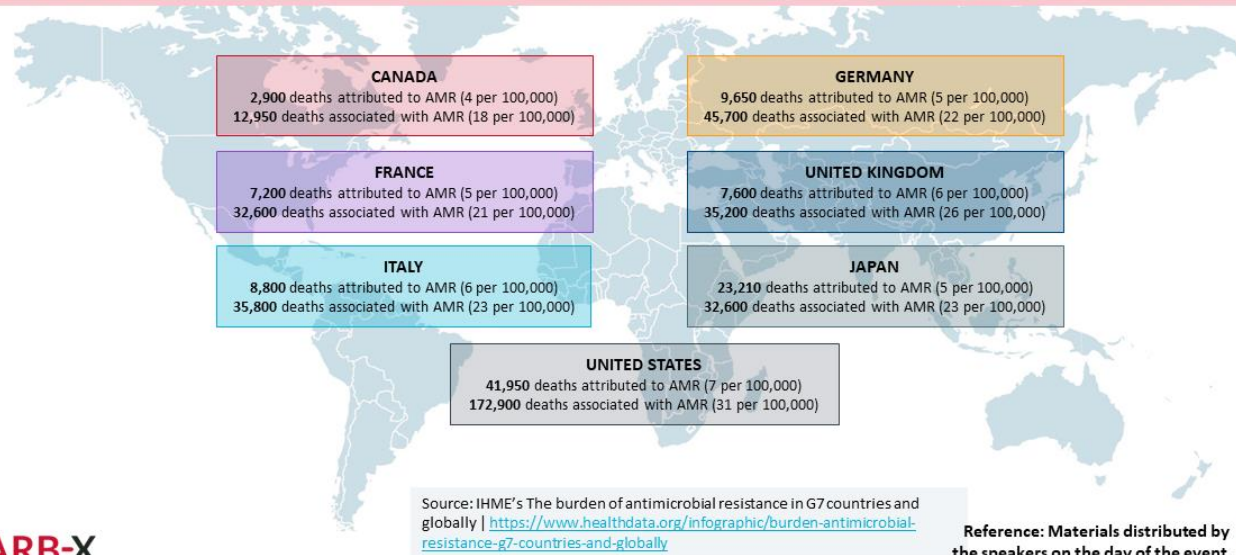 CANADA
2,900 deaths attributed to AMR (4 per 100,000)
12,950 deaths associated with AMR (18 per 100,000)
GERMANY
9,650 deaths attributed to AMR (5 per 100,000)
45,700 deaths associated with AMR (22 per 100,000)
FRANCE
7,200 deaths attributed to AMR (5 per 100,000)
32,600 deaths associated with AMR (21 per 100,000)
UNITED KINGDOM
7,600 deaths attributed to AMR (6 per 100,000)
35,200 deaths associated with AMR (26 per 100,000)
ITALY
8,800 deaths attributed to AMR (6 per 100,000)
35,800 deaths associated with AMR (23 per 100,000)
JAPAN
23,210 deaths attributed to AMR (5 per 100,000)
32,600 deaths associated with AMR (23 per 100,000)
UNITED STATES
41,950 deaths attributed to AMR (7 per 100,000)
172,900 deaths associated with AMR (31 per 100,000)
Source: IHME's The burden of antimicrobial resistance in G7 countries and
globally | https://www.healthdata.org/infographic/burden-antimicrobial-
resistance-g7-countries-and-globally
ARB-X
Reference: Materials distributed by
the speakers on the day of the event